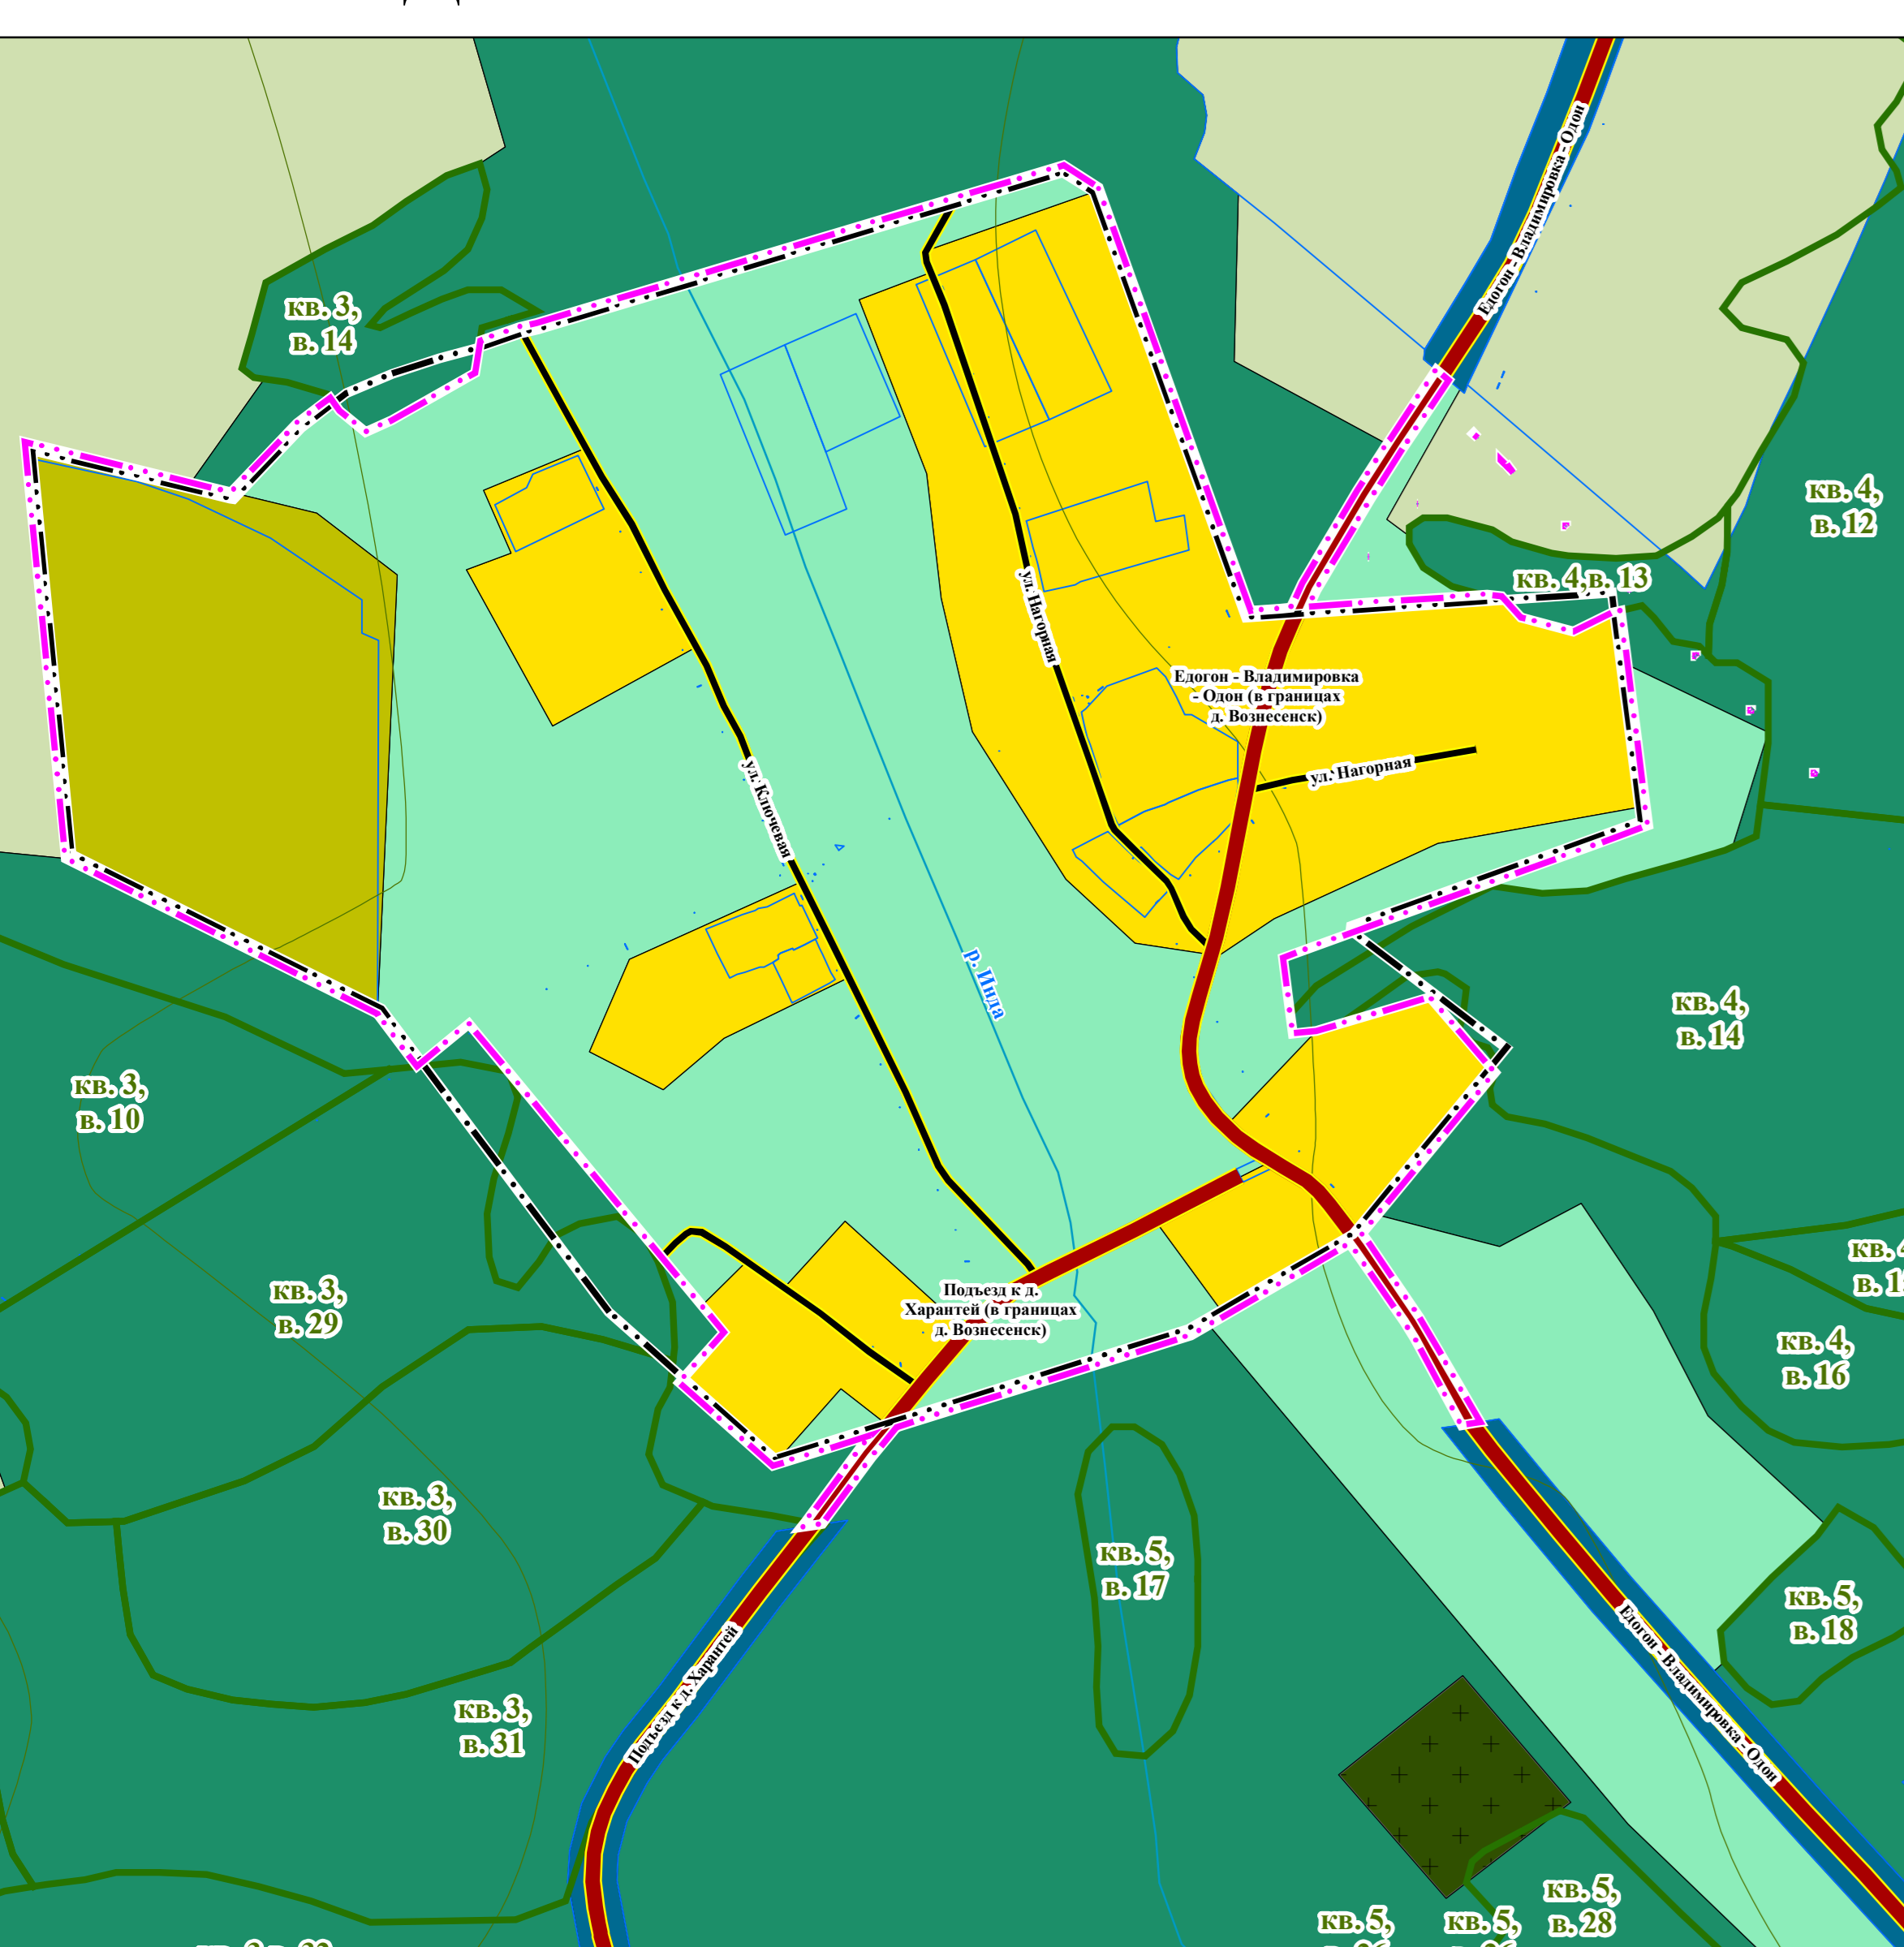 Едогон - Владимировка - Одон
кв. 3,
в. 14
кв. 4,
в. 12
кв. 4,в. 13
ул. Нагорная
Едогон - Владимировка
- Одон (в границах
д. Вознесенск)
ул. Нагорная
ул. Ключевая
р. Инда
кв. 4,
в. 14
кв. 3,
в. 10
кв. 3,
в. 29
Подъезд к д.
Харантей (в границах
д. Вознесенск)
кв. 4,
в. 16
кв. 3,
в. 30
кв. 5,
в. 17
кв. 5,
в. 18
Едогон - Владимировка - Одон
Подъезд к д. Харантей
кв. 3,
в. 31
кв. 5,
в. 28
кв. 5,
кв. 5,